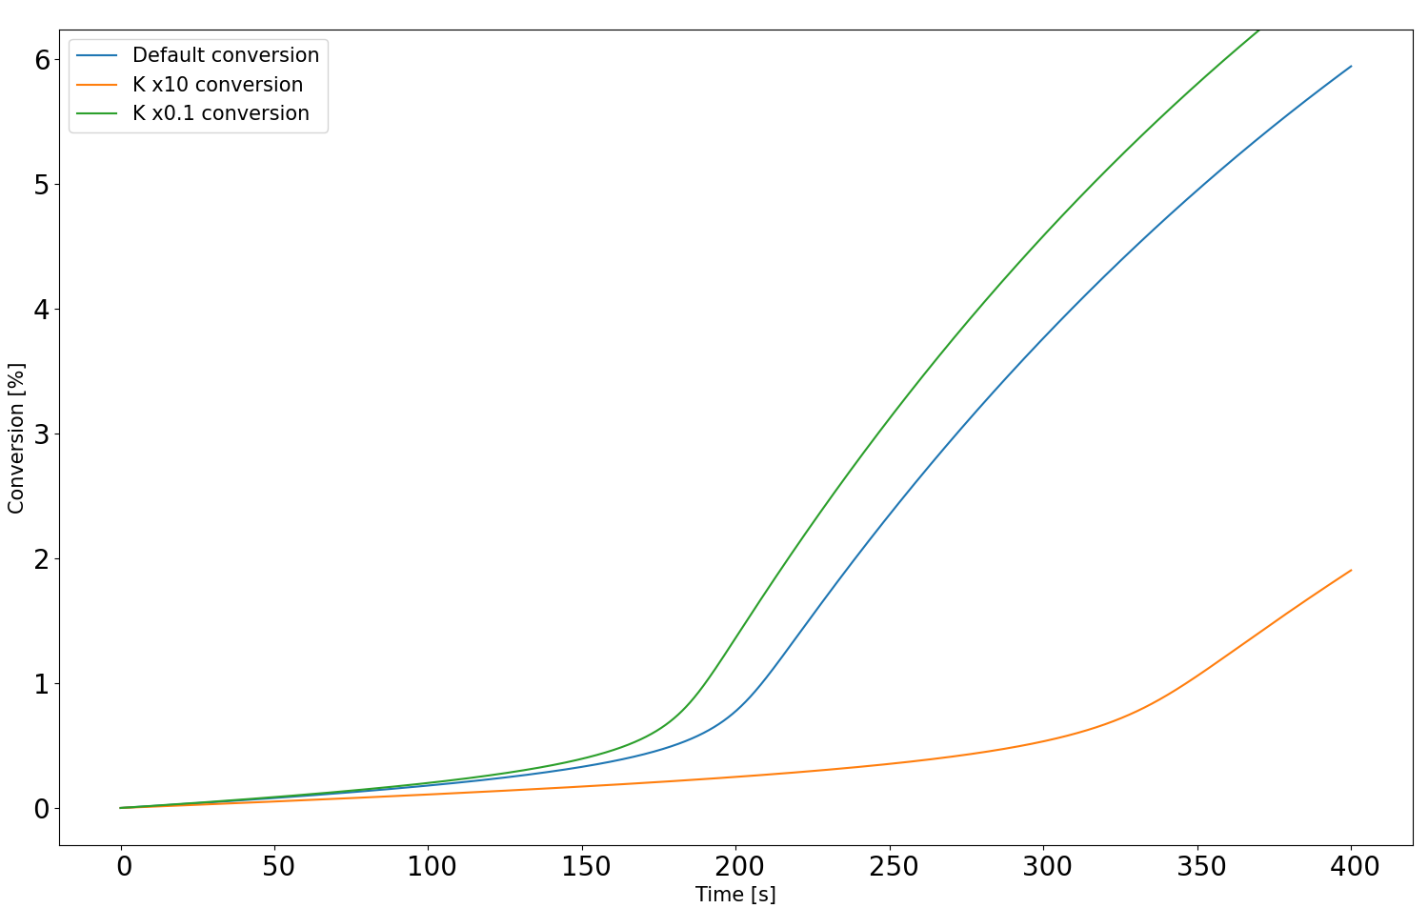 Default conversion
K x10 conversion
K x0.1 conversion
6
5
4
3
2
1
0
Conversion [%]
0 50 100 150 200 250 300 350 400
Time [s]